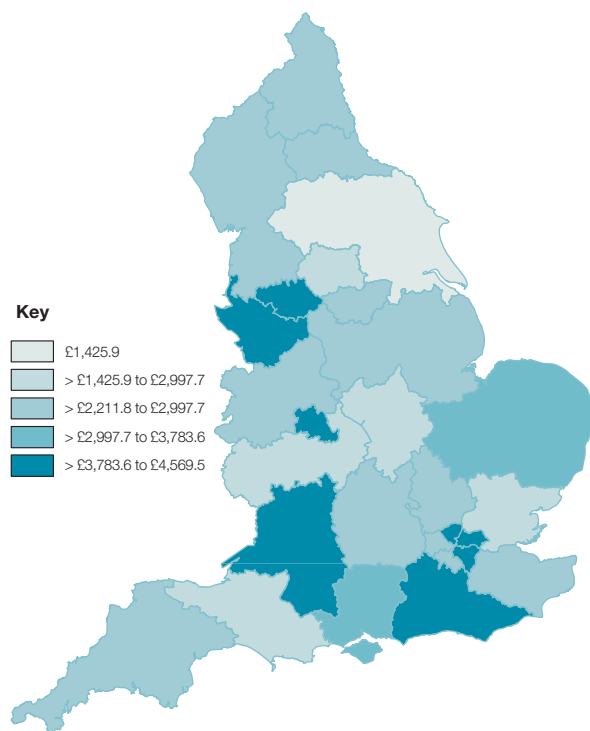 Key
£1,425.9
> £1,425.9 to £2,997.7
> £2,211.8 to £2,997.7
> £2,997.7 to £3,783.6
> £3,783.6 to £4,569.5